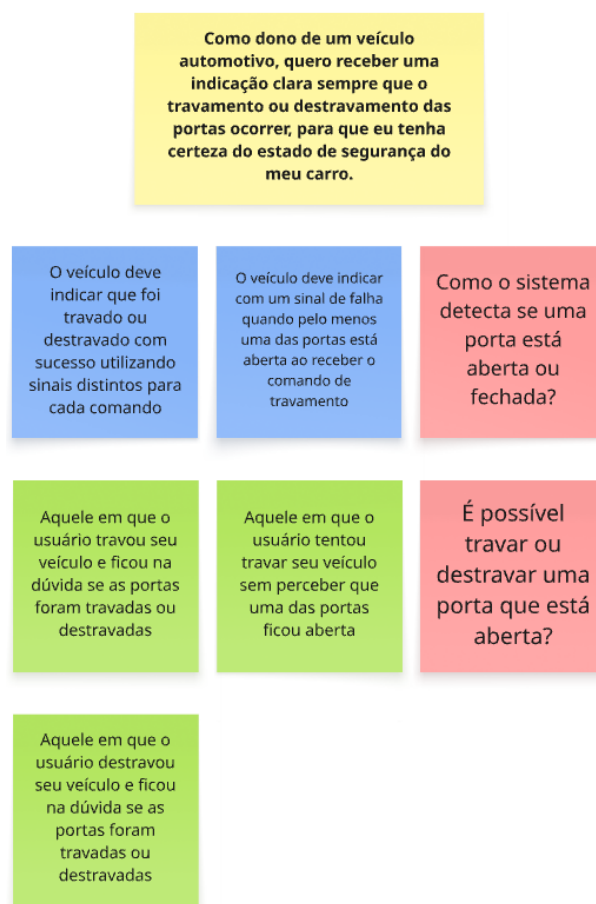 Como dono de um veículo
automotivo, quero receber uma
indicação clara sempre que o
travamento ou destravamento das
portas ocorrer, para que eu tenha
certeza do estado de segurança do
meu carro.
O veículo deve
indicar que foi
travado ou
destravado com
sucesso utilizando
sinais distintos para
cada comando
O veículo deve indicar
com um sinal de falha
quando pelo menos
uma das portas está
aberta ao receber o
comando de
travamento
Como o sistema
detecta se uma
porta está
aberta ou
fechada?
Aquele em que o
usuário travou seu
veículo e ficou na
dúvida se as portas
foram travadas ou
destravadas
Aquele em que o
usuário tentou
travar seu veículo
sem perceber que
uma das portas
ficou aberta
É possível
travar ou
destravar uma
porta que está
aberta?
Aquele em que o
usuário destravou
seu veículo e ficou
na dúvida se as
portas foram
travadas ou
destravadas